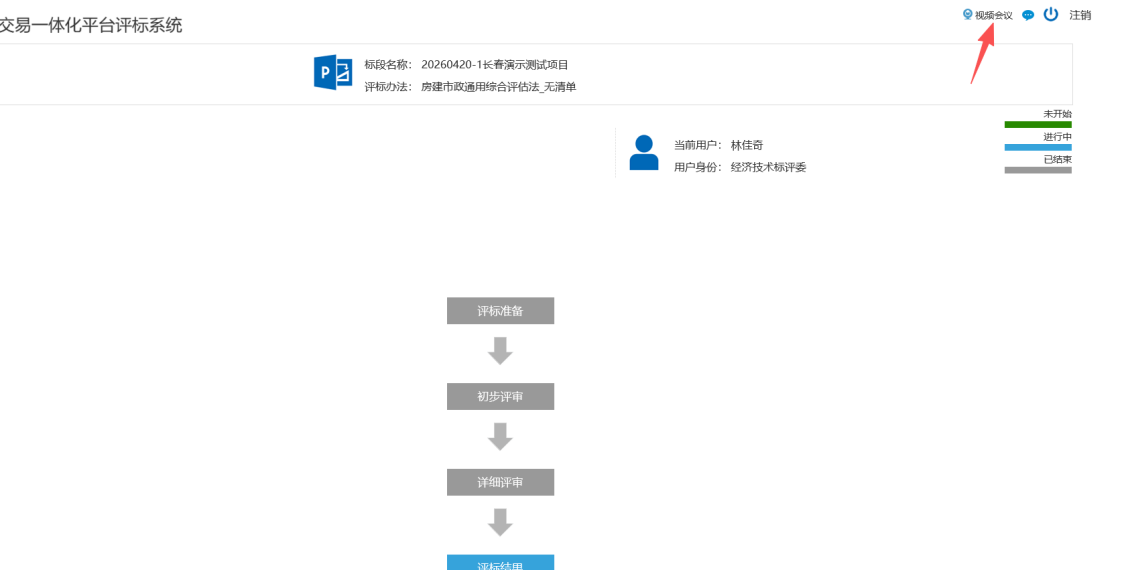 交易一体化平台评标系统
视频会议 注销
标段名称： 20260420-1长春演示测试项目
评标办法： 房建市政通用综合评估法_无清单
未开始
进行中
已结束
当前用户： 林佳奇
用户身份： 经济技术标评委
评标准备
初步评审
详细评审
评标结果